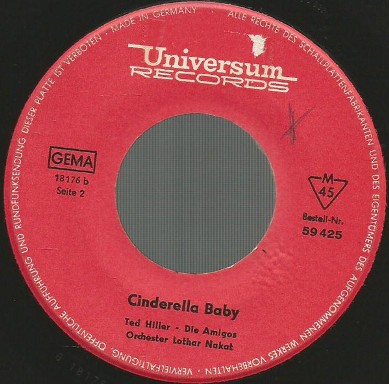 MADE IN GERMANY · ALLE RECHTE DES SCHALLPLATTENFABRIKANTEN UND DES EIGENTÜMERS DES AUFGENOMMENEN WERKES VORBEHALTEN · VERVIELFÄLTIGUNG, ÖFFENTLICHE AUFFÜHRUNG UND RUNDFUNKSENDUNG DIESER PLATTE IST VERBOTEN ·
Universum
RECORDS
GEMA
18176 b
Seite 2
M
45
Bestell-Nr.
59 425
Cinderella Baby
Ted Hiller - Die Amigos
Orchester Lothar Nakat